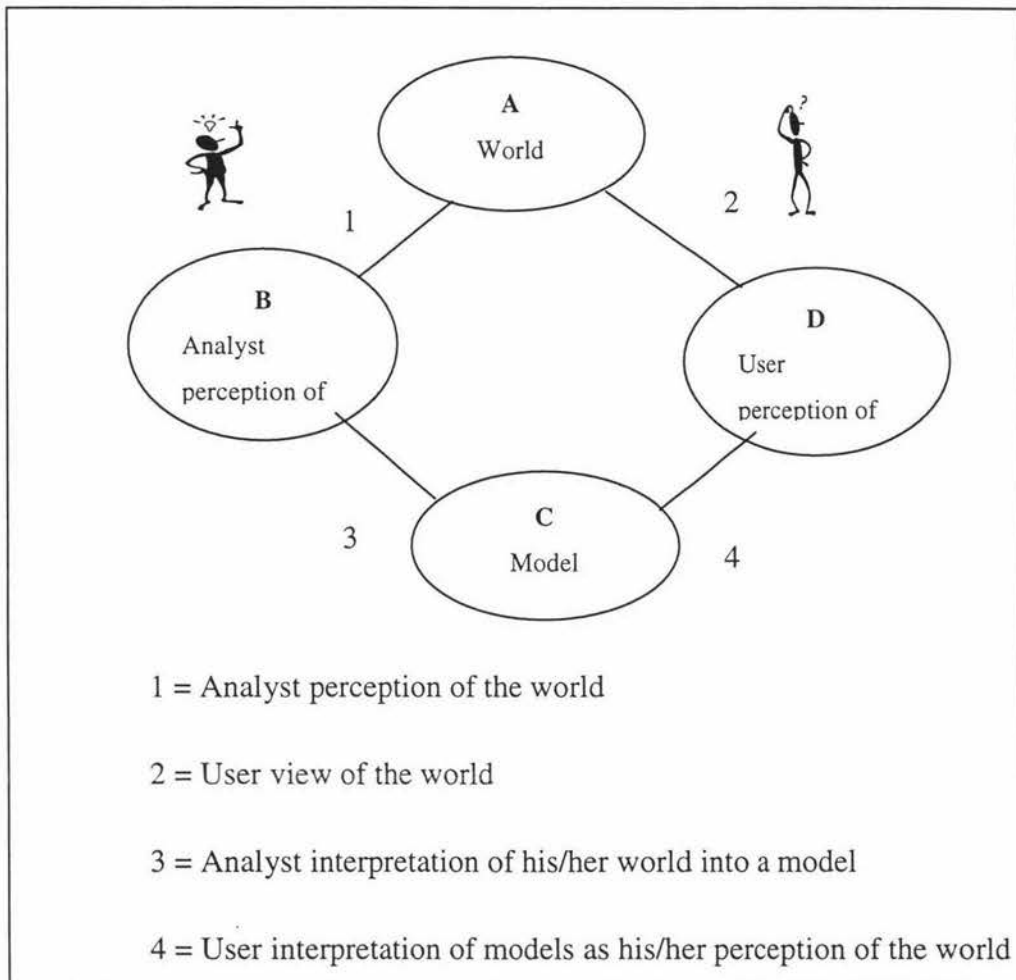 A
World
?
1
2
B
Analyst
perception of
D
User
perception of
3
C
Model
4
1 = Analyst perception of the world
2 = User view of the world
3 = Analyst interpretation of his/her world into a model
4 = User interpretation of models as his/her perception of the world